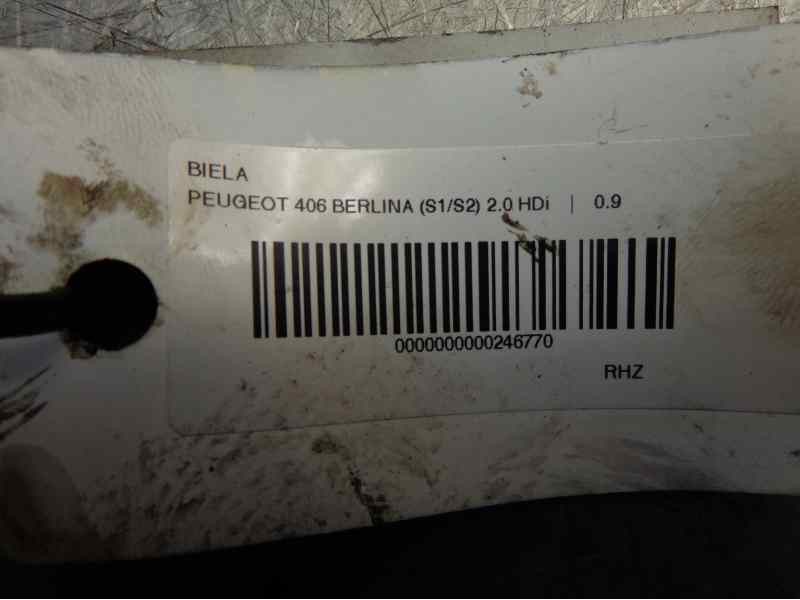 BIELA
PEUGEOT 406 BERLINA (S1/S2) 2.0 HDi | 0.9
0000000000246770
RHZ